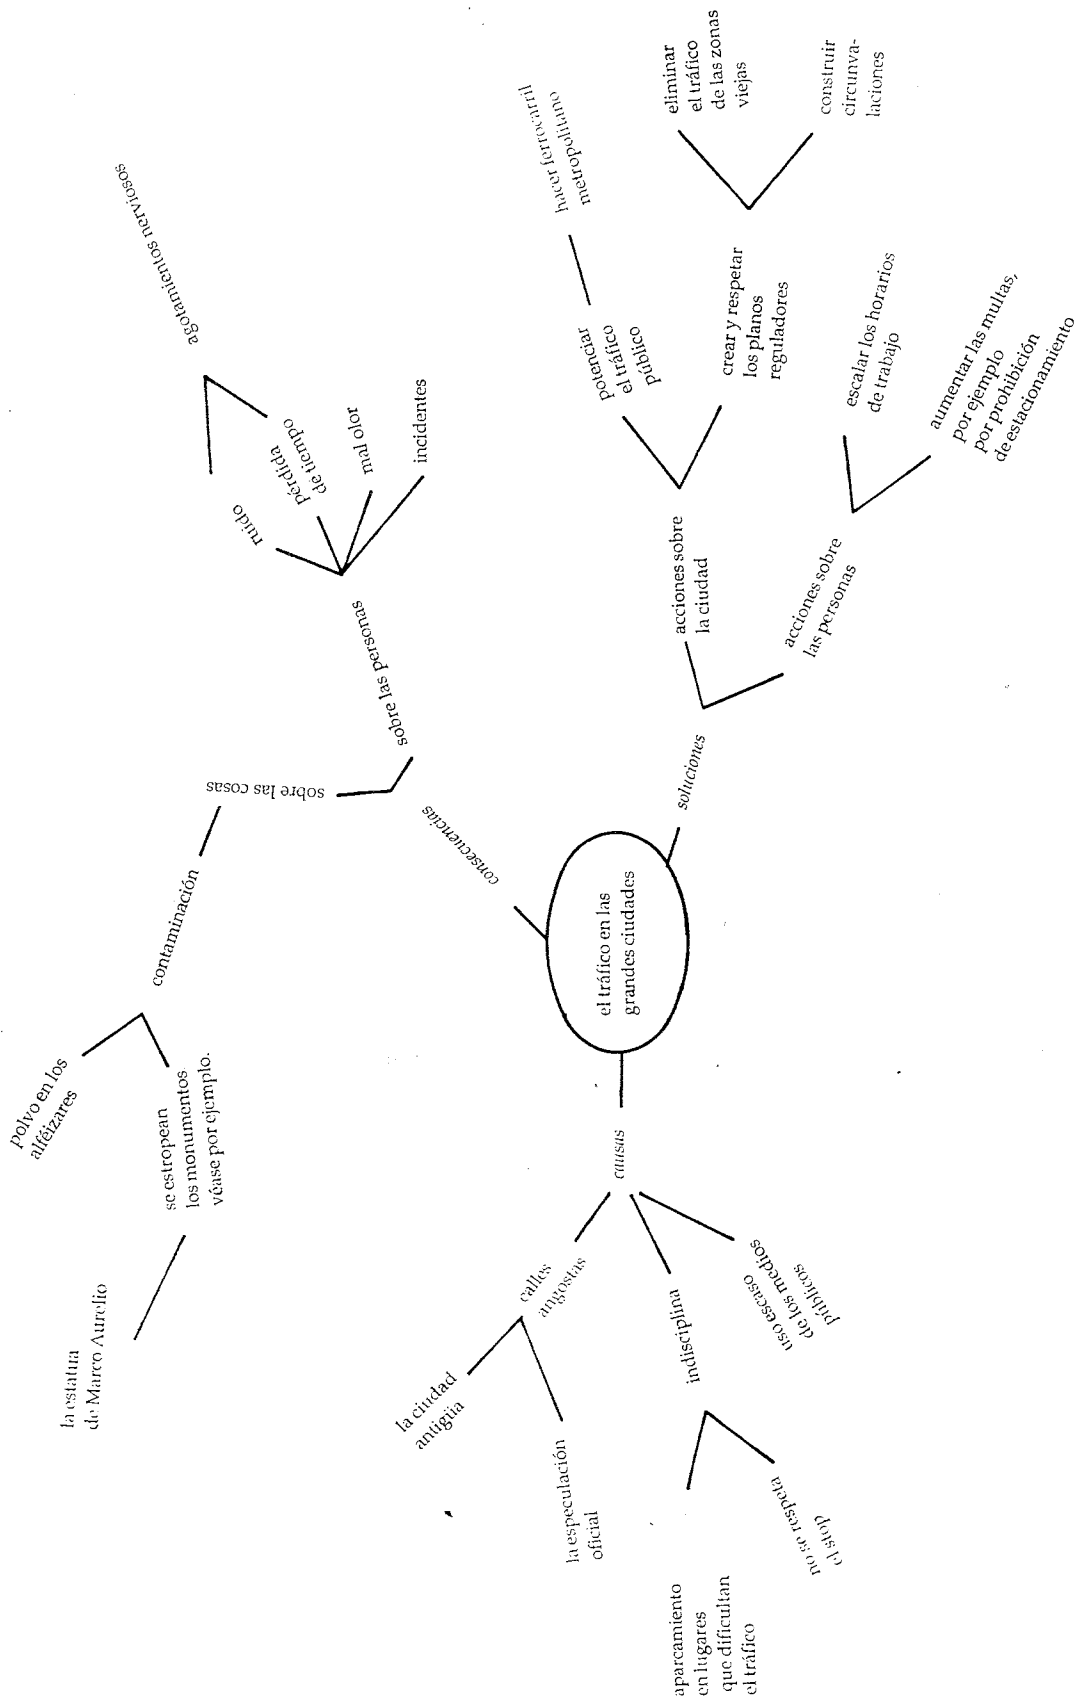 el tráfico en las
grandes ciudades
causas
calles
angostas
la ciudad
antigüa
la especulación
oficial
indisciplina
aparcamiento
en lugares
que dificultan
el tráfico
no se respeta
el stop
uso escaso
de los medios
públicos
consecuencias
sobre las cosas
contaminación
polvo en los
alféizares
se estropean
los monumentos
véase por ejemplo.
la estatua
de Marco Aurelio
sobre las personas
ruido
pérdida
de tiempo
agotamientos nerviosos
mal olor
incidentes
soluciones
acciones sobre
la ciudad
potenciar
el tráfico
público
hacer ferrocarril
metropolitano
crear y respetar
los planos
reguladores
eliminar
el tráfico
de las zonas
viejas
construir
circunva-
laciones
acciones sobre
las personas
escalar los horarios
de trabajo
aumentar las multas,
por ejemplo
por prohibición
de estacionamiento